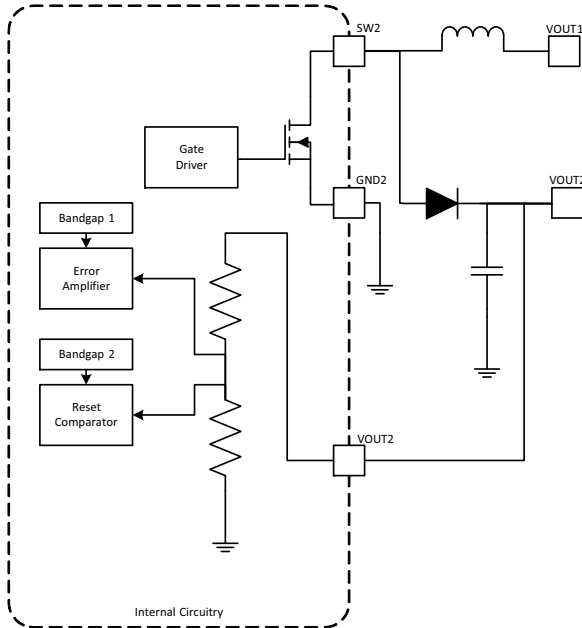 SW2
VOUT1
Gate
Driver
GND2
VOUT2
Bandgap 1
Error
Amplifier
Bandgap 2
Reset
Comparator
VOUT2
Internal Circuitry